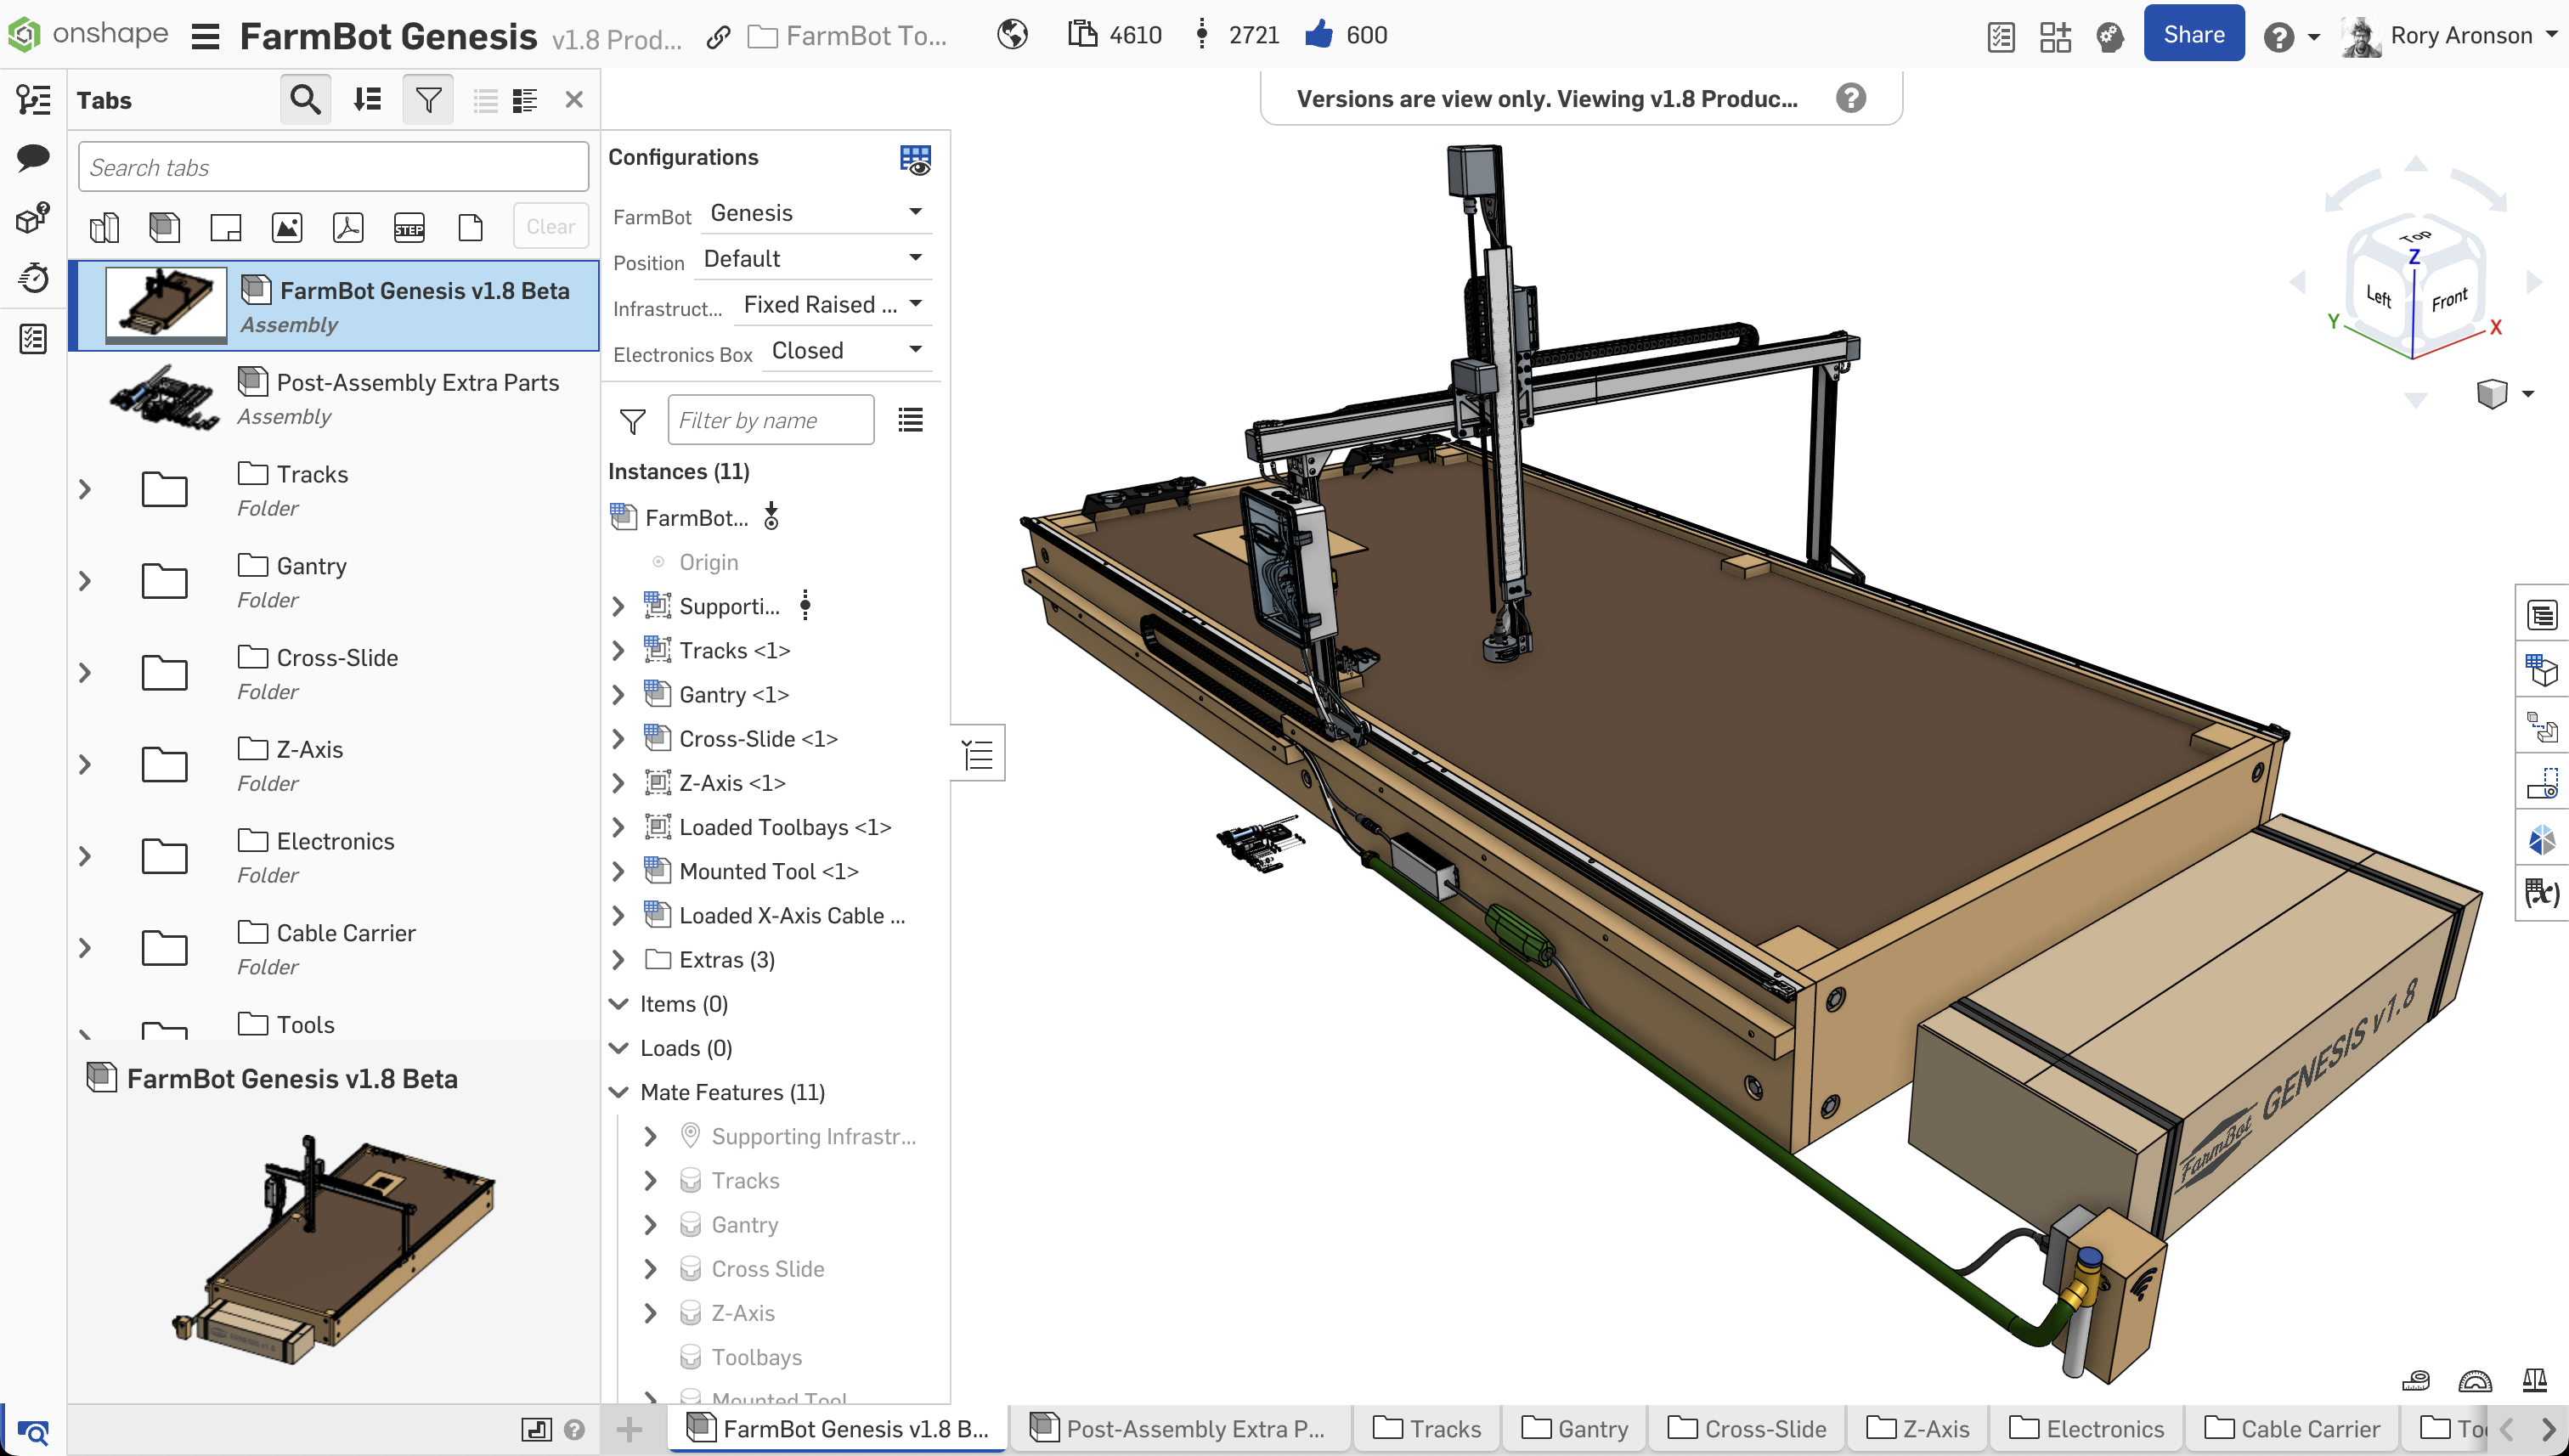 onshape FarmBot Genesis v1.8 Prod... FarmBot To... 4610 2721 600 Share Rory Aronson
Tabs
Search tabs
STEP Clear
FarmBot Genesis v1.8 Beta
Assembly
Post-Assembly Extra Parts
Assembly
Tracks
Folder
Gantry
Folder
Cross-Slide
Folder
Z-Axis
Folder
Electronics
Folder
Cable Carrier
Folder
Tools
FarmBot Genesis v1.8 Beta
Configurations
FarmBot Genesis
Position Default
Infrastruct... Fixed Raised ...
Electronics Box Closed
Filter by name
Instances (11)
FarmBot...
Origin
Supporti...
Tracks <1>
Gantry <1>
Cross-Slide <1>
Z-Axis <1>
Loaded Toolbays <1>
Mounted Tool <1>
Loaded X-Axis Cable ...
Extras (3)
Items (0)
Loads (0)
Mate Features (11)
Supporting Infrastr...
Tracks
Gantry
Cross Slide
Z-Axis
Toolbays
Mounted Tool
Versions are view only. Viewing v1.8 Produc...
Top
Z
Left Front
Y X
(x)
FarmBot GENESIS v1.8
FarmBot Genesis v1.8 B... Post-Assembly Extra P... Tracks Gantry Cross-Slide Z-Axis Electronics Cable Carrier